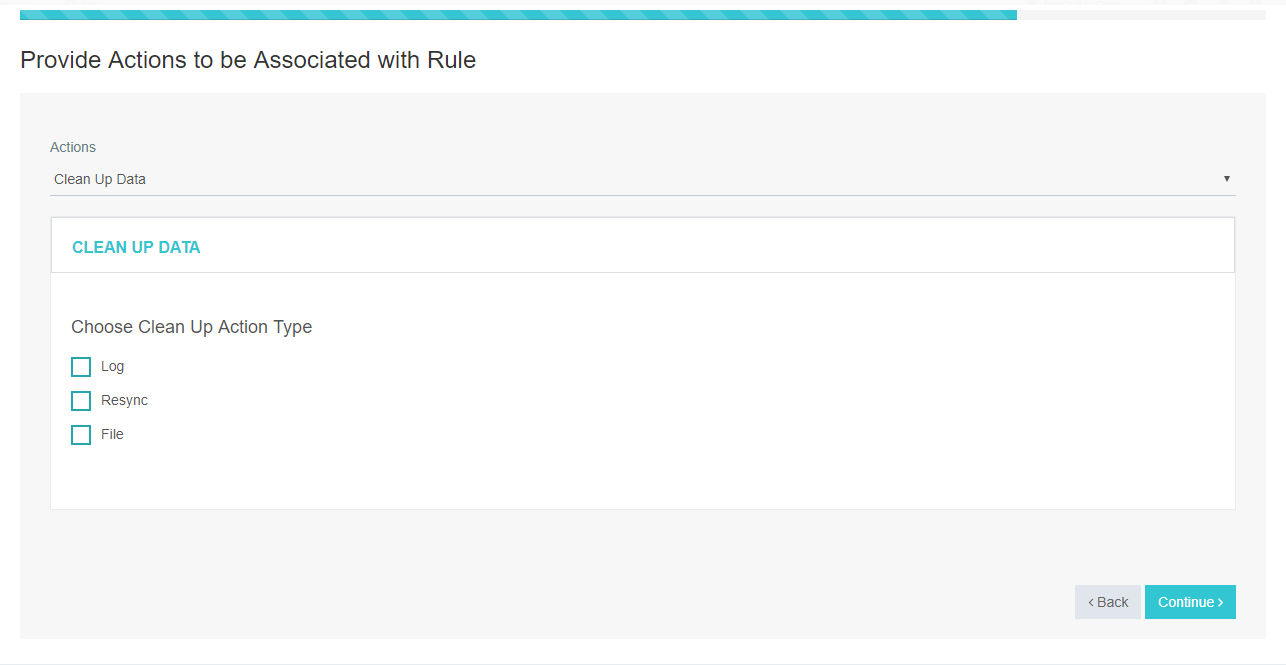 Provide Actions to be Associated with Rule
Actions
Clean Up Data
CLEAN UP DATA
Choose Clean Up Action Type
Log
Resync
File
‹ Back
Continue ›